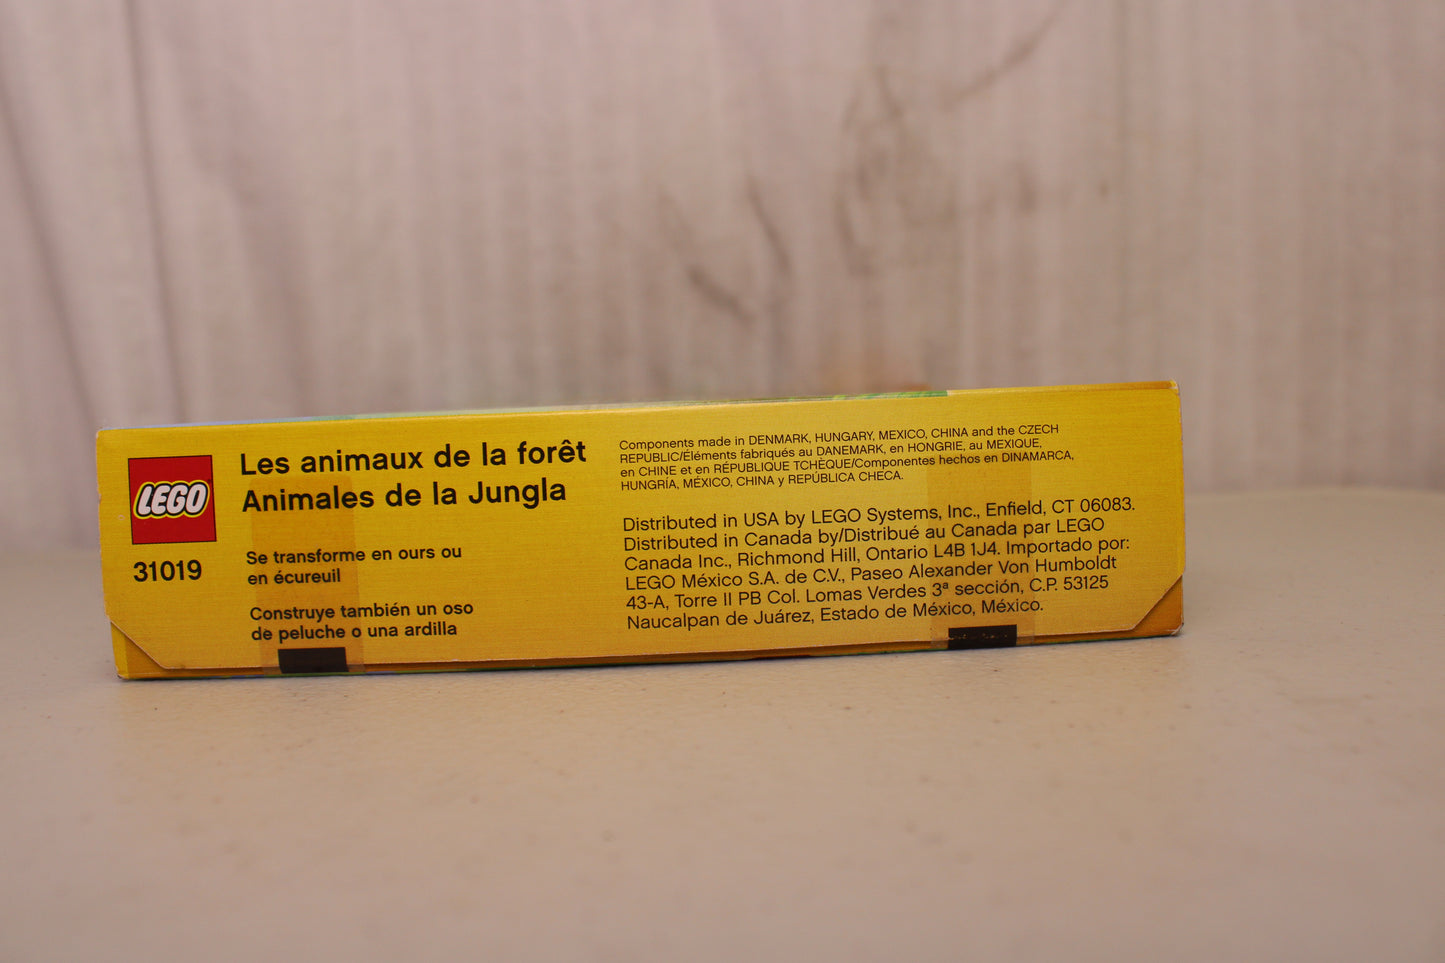 LEGO
31019
Les animaux de la forêt
Animales de la Jungla
Se transforme en ours ou
en écureuil
Construye también un oso
de peluche o una ardilla
Components made in DENMARK, HUNGARY, MEXICO, CHINA and the CZECH
REPUBLIC/Éléments fabriqués au DANEMARK, en HONGRIE, au MEXIQUE,
en CHINE et en RÉPUBLIQUE TCHÈQUE/Componentes hechos en DINAMARCA,
HUNGRÍA, MÉXICO, CHINA y REPÚBLICA CHECA.
Distributed in USA by LEGO Systems, Inc., Enfield, CT 06083.
Distributed in Canada by/Distribué au Canada par LEGO
Canada Inc., Richmond Hill, Ontario L4B 1J4. Importado por:
LEGO México S.A. de C.V., Paseo Alexander Von Humboldt
43-A, Torre II PB Col. Lomas Verdes 3ª sección, C.P. 53125
Naucalpan de Juárez, Estado de México, México.